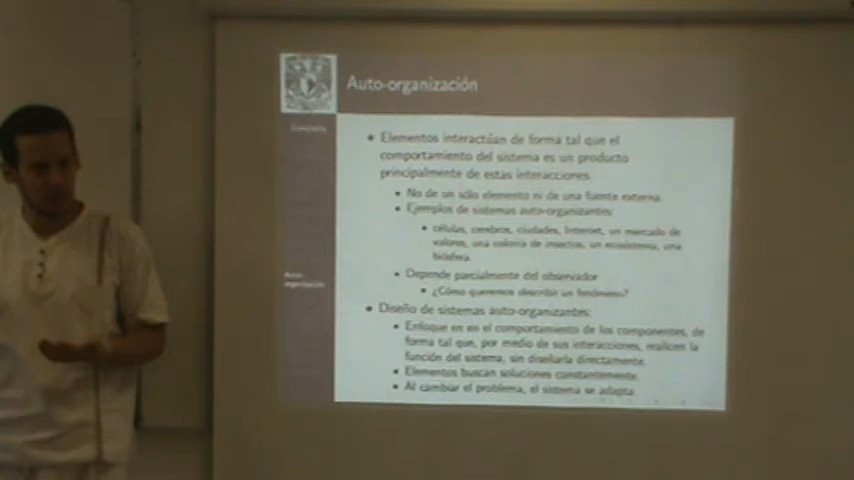 Auto-organización
Elementos interactúan de forma tal que el
comportamiento del sistema es un producto
principalmente de estas interacciones.
No de un sólo elemento ni de una fuente externa.
Ejemplos de sistemas auto-organizantes:
células, cerebros, ciudades, Internet, un mercado de
valores, una colonia de insectos, un ecosistema, una
biósfera.
Depende parcialmente del observador
¿Cómo queremos describir un fenómeno?
Auto-
organización
Diseño de sistemas auto-organizantes:
Enfoque en en el comportamiento de los componentes, de
forma tal que, por medio de sus interacciones, realicen la
función del sistema, sin diseñarla directamente.
Elementos buscan soluciones constantemente.
Al cambiar el problema, el sistema se adapta.